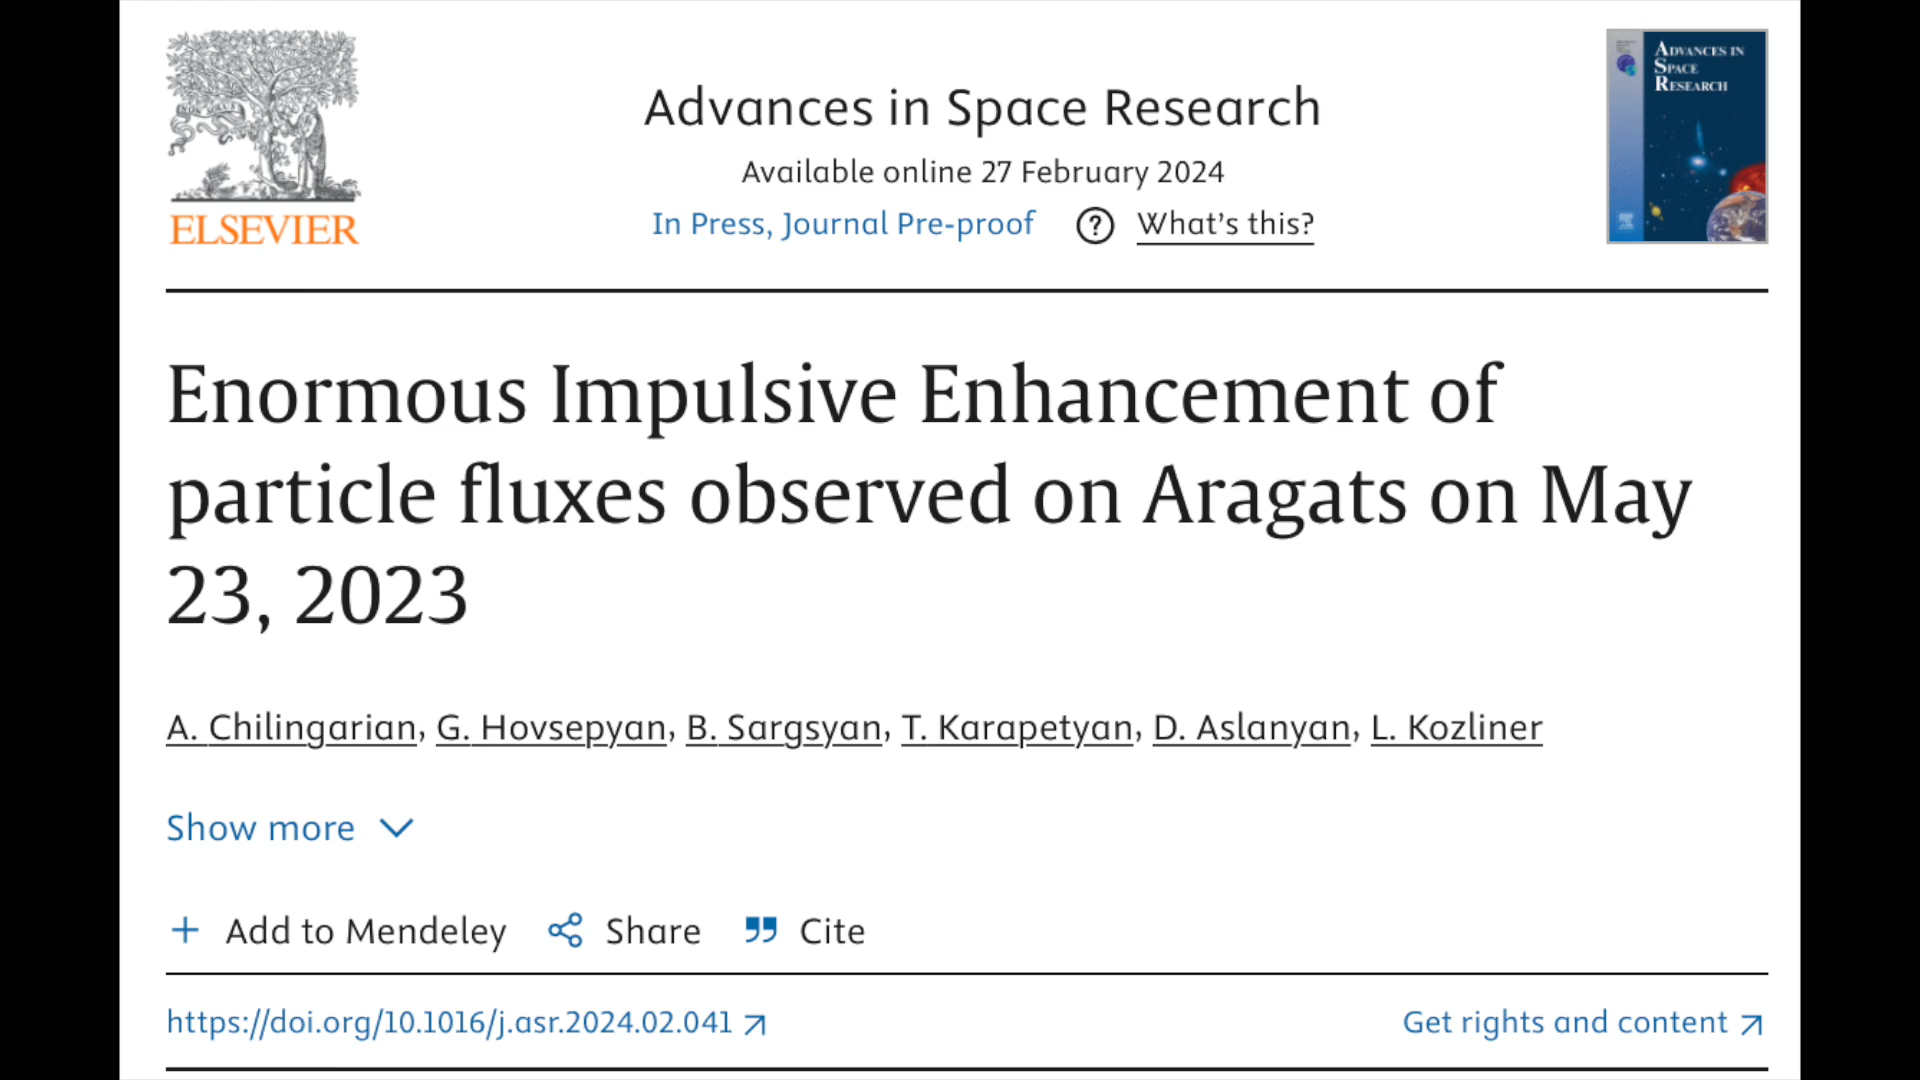 Advances in Space Research
Available online 27 February 2024
In Press, Journal Pre-proof ? What's this?
ELSEVIER
ADVANCES IN
SPACE
RESEARCH
Enormous Impulsive Enhancement of
particle fluxes observed on Aragats on May
23, 2023
A. Chilingarian, G. Hovsepyan, B. Sargsyan, T. Karapetyan, D. Aslanyan, L. Kozliner
Show more
+ Add to Mendeley Share Cite
https://doi.org/10.1016/j.asr.2024.02.041
Get rights and content